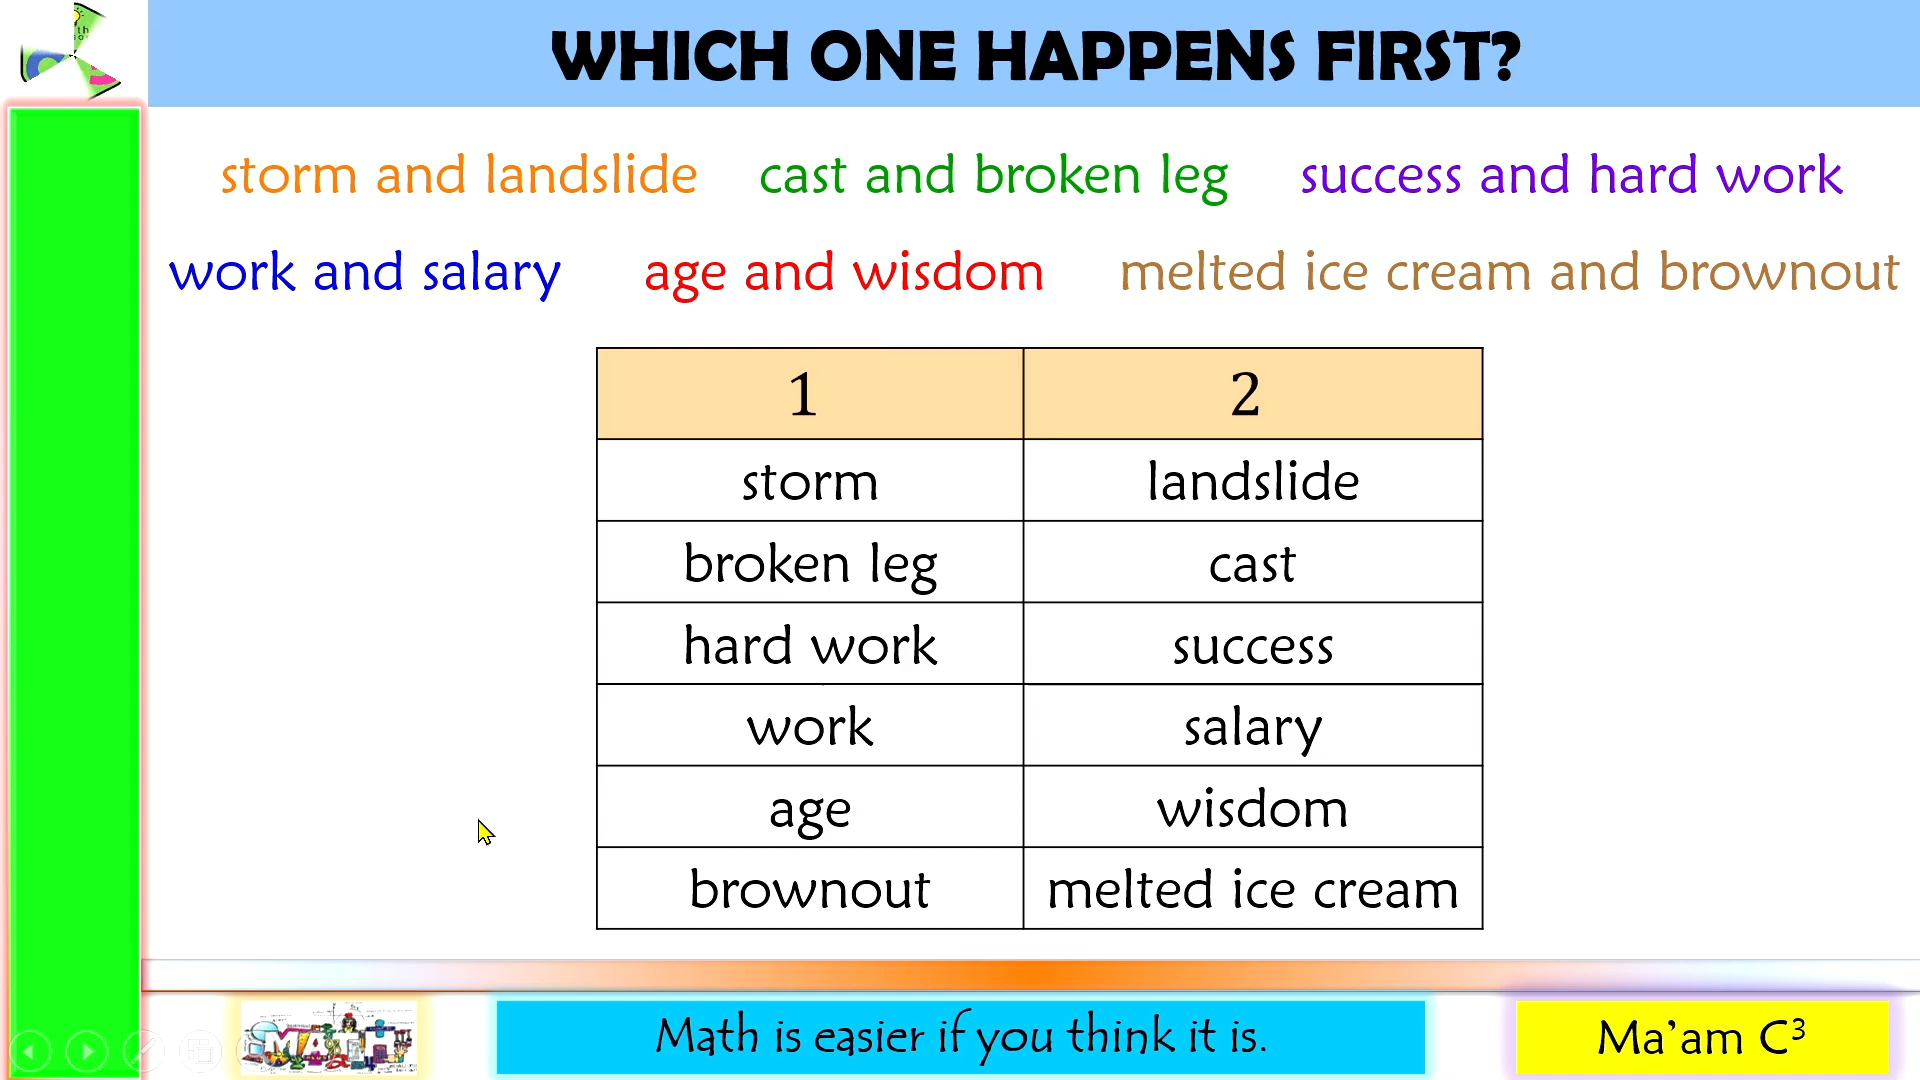 WHICH ONE HAPPENS FIRST?
storm and landslide cast and broken leg success and hard work
work and salary age and wisdom melted ice cream and brownout
1 2
storm landslide
broken leg cast
hard work success
work salary
age wisdom
brownout melted ice cream
MATH
Math is easier if you think it is.
Ma’am C³